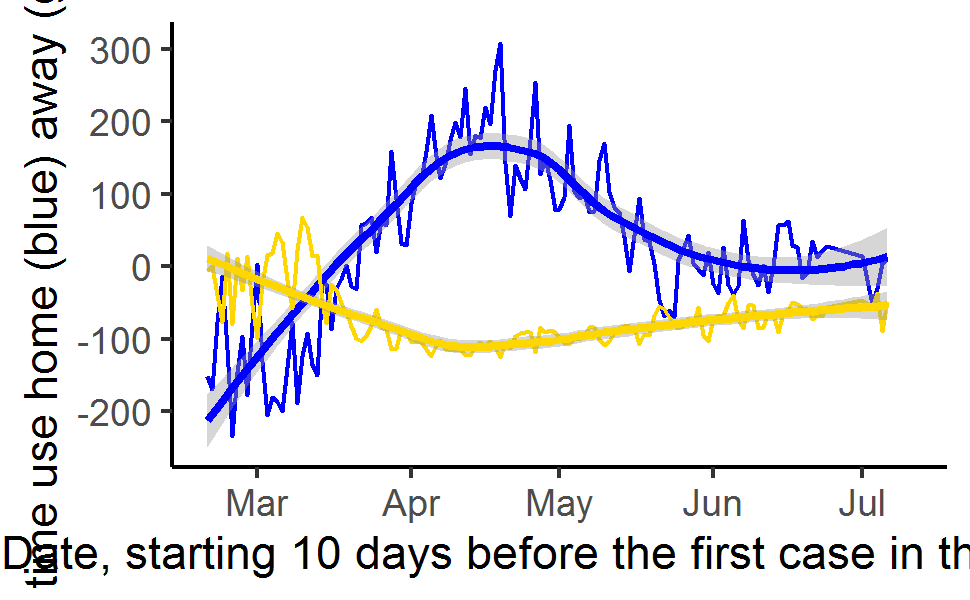 time use home (blue) away (
300
200
100
0
-100
-200
Mar Apr May Jun Jul
Date, starting 10 days before the first case in th